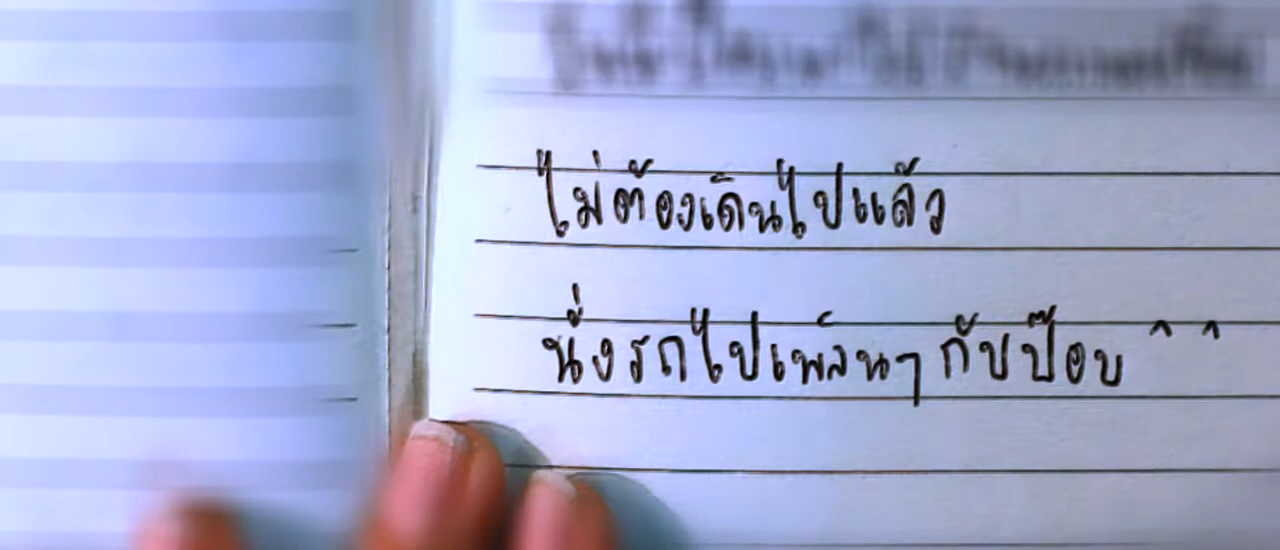 ไม่ต้องเดินไปแล้ว
นั่งรถไปเพลินๆ กับป๊อบ ^ ^